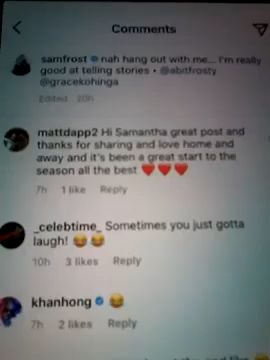 Comments
samfrost nah hang out with me... I'm really
good at telling stories • @abitfrosty
@gracekohinga
Edited 20h
mattdapp2 Hi Samantha great post and
thanks for sharing and love home and
away and it's been a great start to the
season all the best ❤️❤️❤️
7h 1 like Reply
_celebtime_ Sometimes you just gotta
laugh! 😂😂
10h 3 likes Reply
khanhong 😂
7h 2 likes Reply